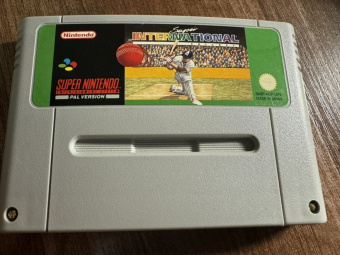 Nintendo
Super
INTERNATIONAL
SUPER NINTENDO
ENTERTAINMENT SYSTEM
PAL VERSION
MADE IN JAPAN